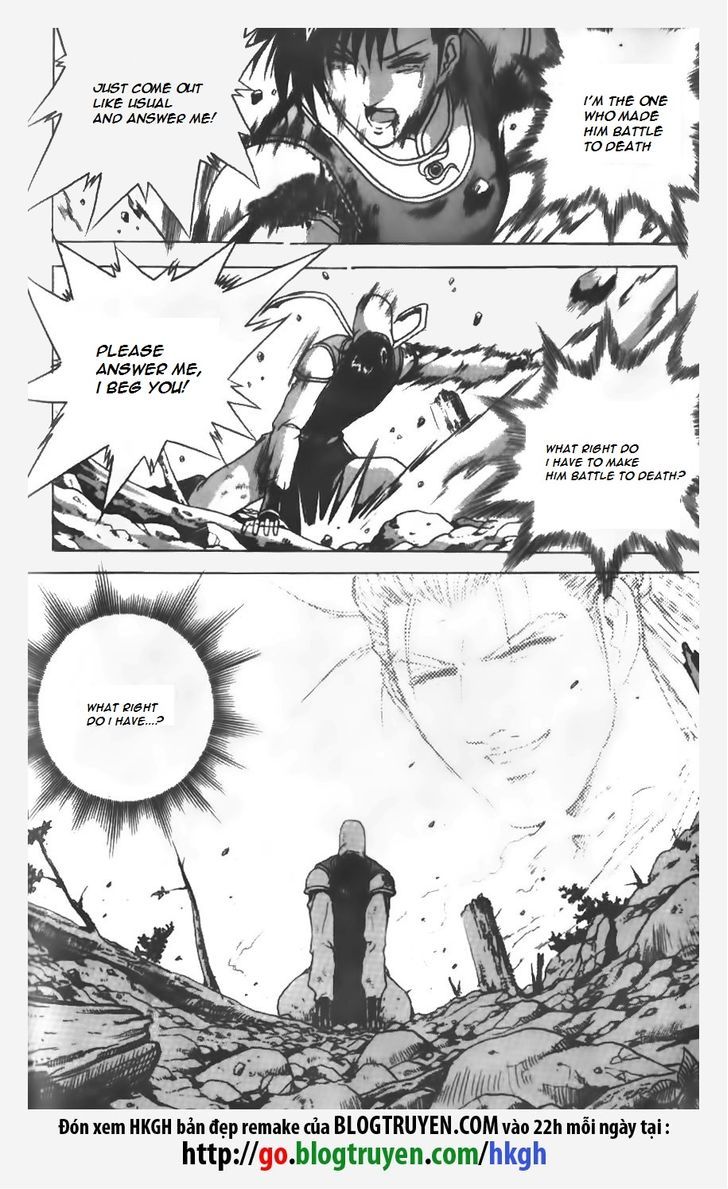 I'M THE ONE
WHO MADE
HIM BATTLE
TO DEATH
JUST COME OUT
LIKE USUAL
AND ANSWER ME!
WHAT RIGHT DO
I HAVE TO MAKE
HIM BATTLE TO DEATH?
PLEASE
ANSWER ME,
I BEG YOU!
WHAT RIGHT
DO I HAVE...?
Đón xem HKGH bản đẹp remake của BLOGTRUYEN.COM vào 22h mỗi ngày tại :
http://go.blogtruyen.com/hkgh